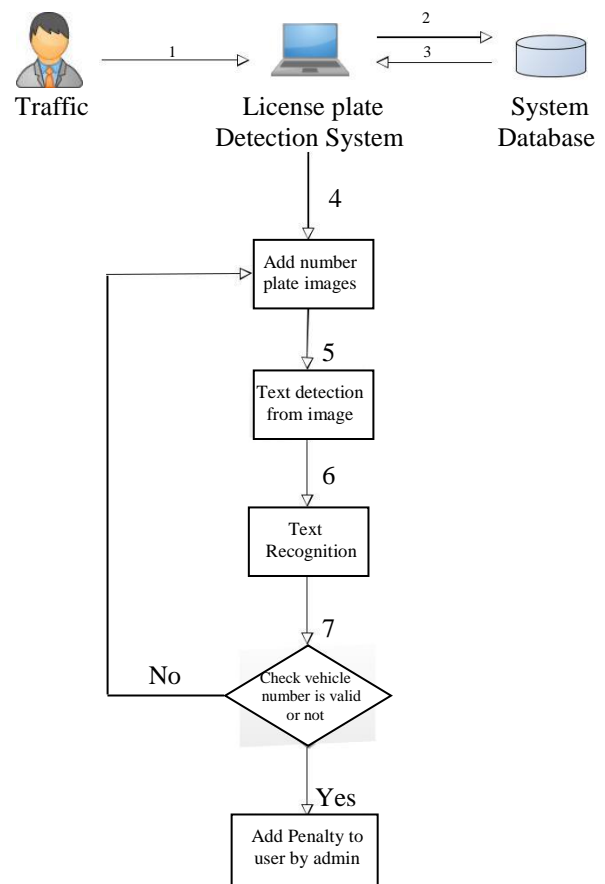 1
2
3
Traffic
License plate
Detection System
System
Database
4
Add number
plate images
5
Text detection
from image
6
Text
Recognition
7
No
Check vehicle
number is valid
or not
Yes
Add Penalty to
user by admin